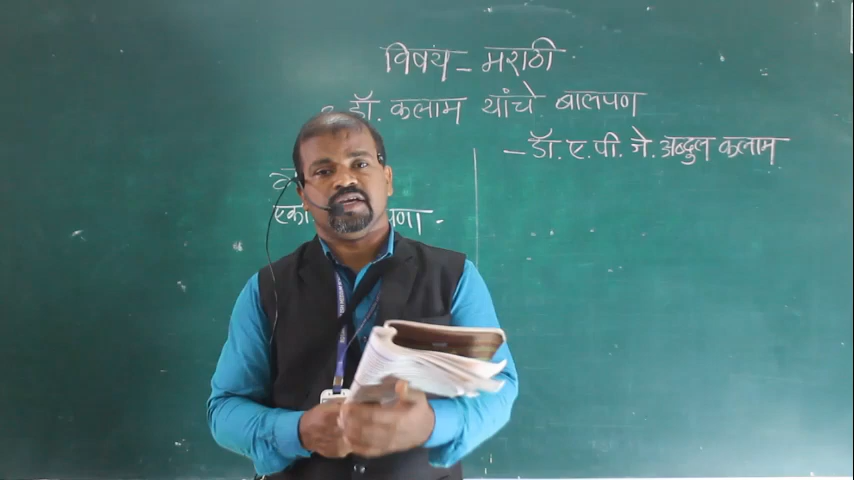 विषय - मराठी
डॉ. कलाम यांचे बालपण
- डॉ. ए. पी. जे. अब्दुल कलाम